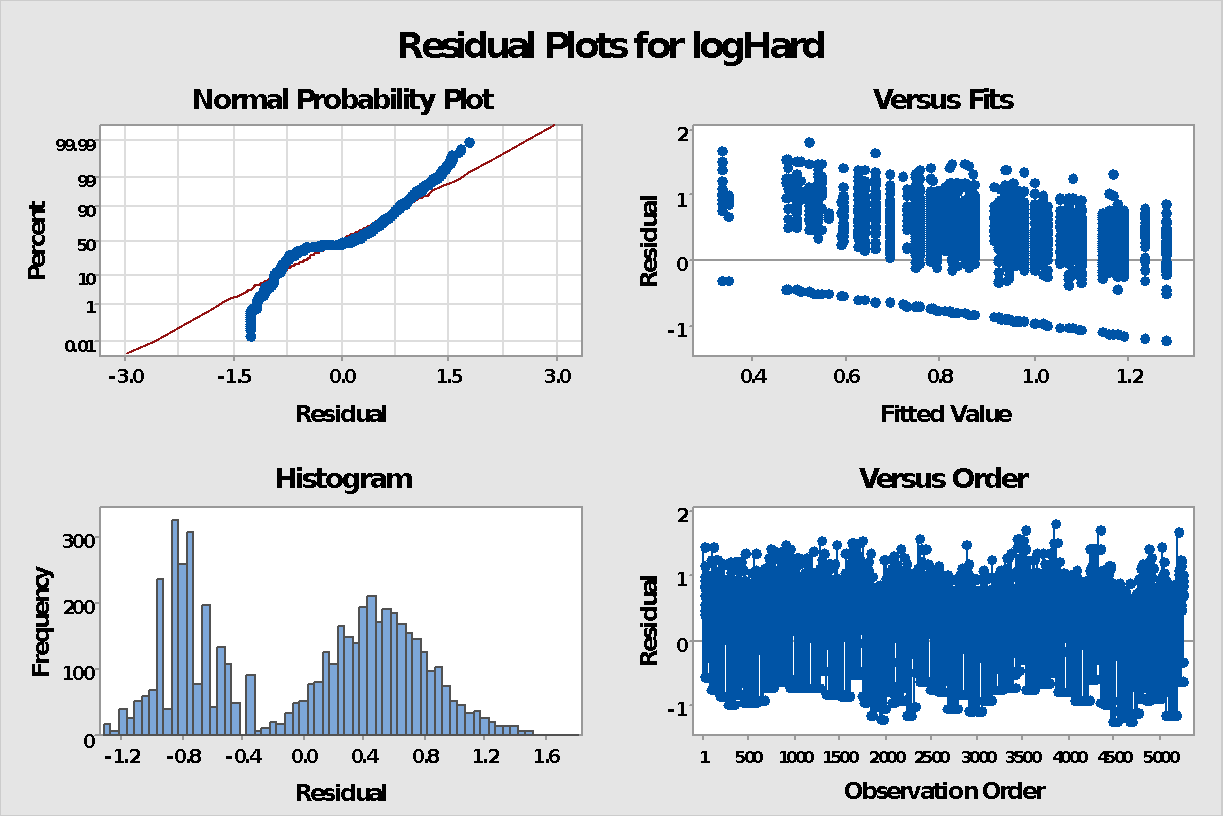 Residual Plots for logHard
Normal Probability Plot
99.99
99
90
50
10
1
0.01
Percent
-3.0 -1.5 0.0 1.5 3.0
Residual
Versus Fits
2
1
0
-1
Residual
0.4 0.6 0.8 1.0 1.2
Fitted Value
Histogram
300
200
100
0
Frequency
-1.2 -0.8 -0.4 0.0 0.4 0.8 1.2 1.6
Residual
Versus Order
2
1
0
-1
Residual
1 500 1000 1500 2000 2500 3000 3500 4000 4500 5000
Observation Order